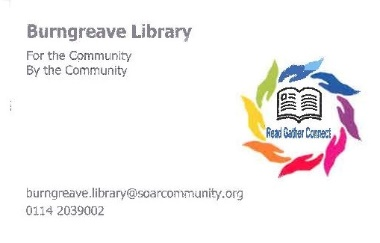 Burngreave Library
For the Community
By the Community
Read Gather Connect
burngreave.library@soarcommunity.org
0114 2039002